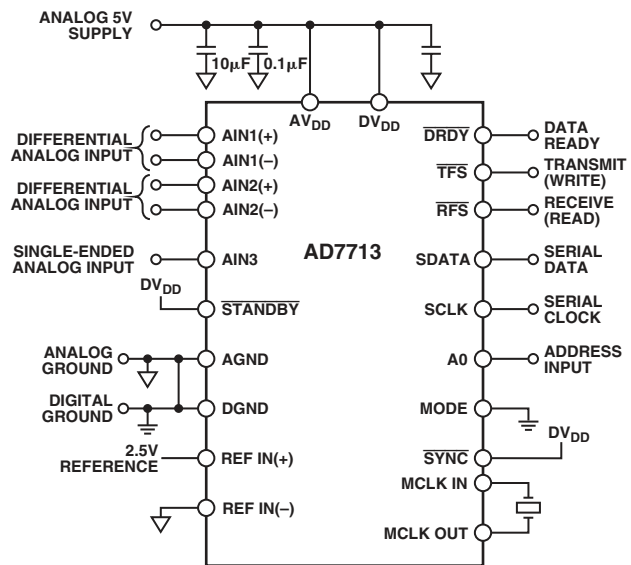 ANALOG 5V
SUPPLY
10µF
0.1µF
AVDD
DVDD
DIFFERENTIAL
ANALOG INPUT
AIN1(+)
AIN1(–)
DIFFERENTIAL
ANALOG INPUT
AIN2(+)
AIN2(–)
SINGLE-ENDED
ANALOG INPUT
AIN3
DVDD
STANDBY
ANALOG
GROUND
AGND
DIGITAL
GROUND
DGND
2.5V
REFERENCE
REF IN(+)
REF IN(–)
AD7713
DRDY
DATA
READY
TFS
TRANSMIT
(WRITE)
RFS
RECEIVE
(READ)
SDATA
SERIAL
DATA
SCLK
SERIAL
CLOCK
A0
ADDRESS
INPUT
MODE
SYNC
DVDD
MCLK IN
MCLK OUT